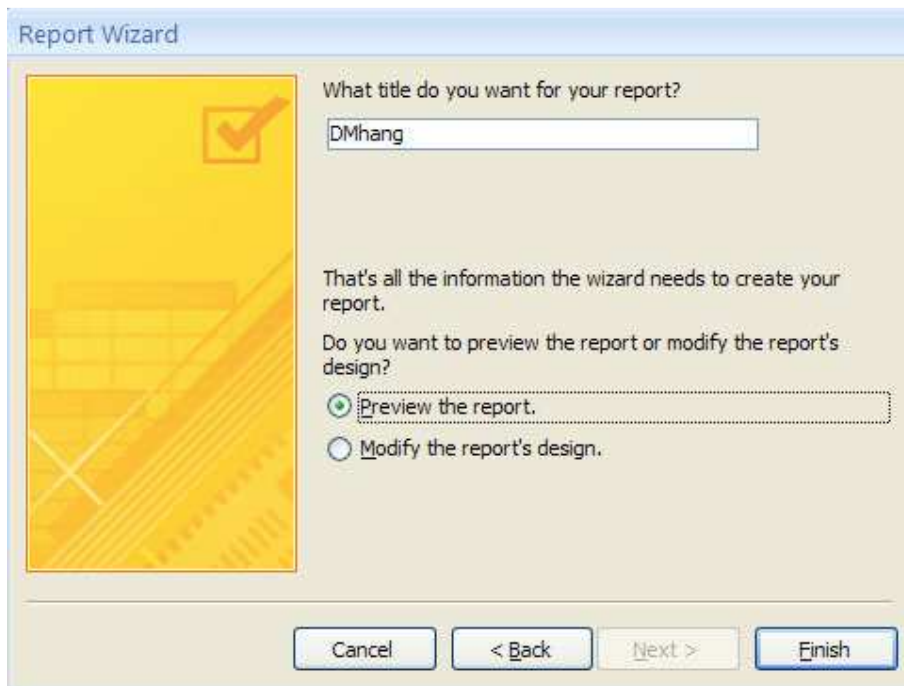 Report Wizard
What title do you want for your report?
DMhang
That's all the information the wizard needs to create your
report.
Do you want to preview the report or modify the report's
design?
Preview the report.
Modify the report's design.
Cancel
< Back
Next >
Finish